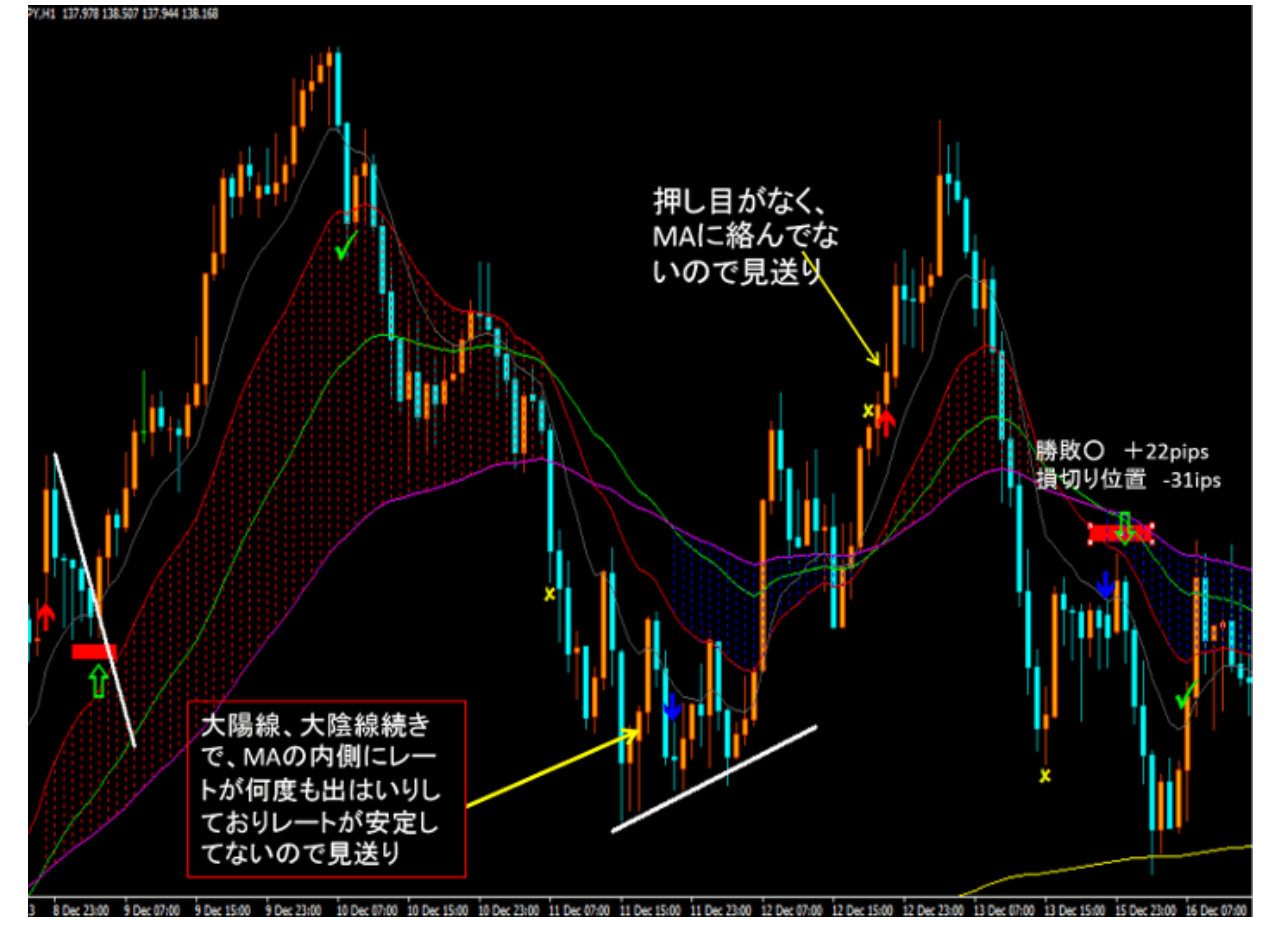 PY,H1 137.978 138.507 137.944 138.168
押し目がなく、
MAに絡んでな
いので見送り
勝敗〇 ＋22pips
損切り位置 -31ips
大陽線、大陰線続き
で、MAの内側にレー
トが何度も出はいりし
ておりレートが安定し
てないので見送り
3 8 Dec 23:00 9 Dec 07:00 9 Dec 15:00 9 Dec 23:00 10 Dec 07:00 10 Dec 15:00 10 Dec 23:00 11 Dec 07:00 11 Dec 15:00 11 Dec 23:00 12 Dec 07:00 12 Dec 15:00 12 Dec 23:00 13 Dec 07:00 13 Dec 15:00 15 Dec 23:00 16 Dec 07:00